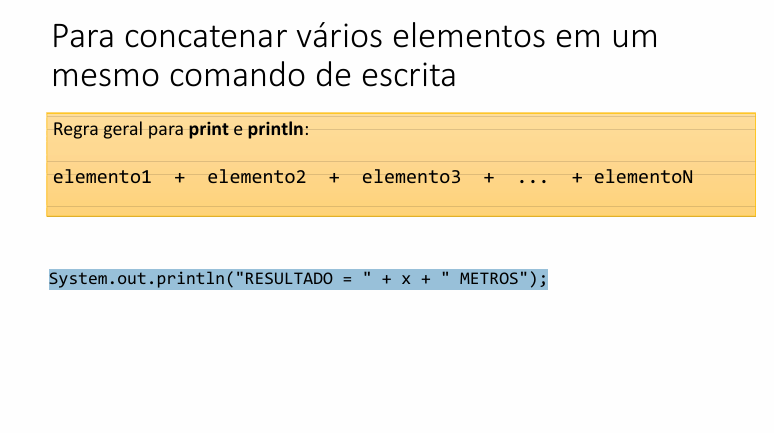 Para concatenar vários elementos em um
mesmo comando de escrita
Regra geral para print e println:
elemento1 + elemento2 + elemento3 + ... + elementoN
System.out.println("RESULTADO = " + x + " METROS");